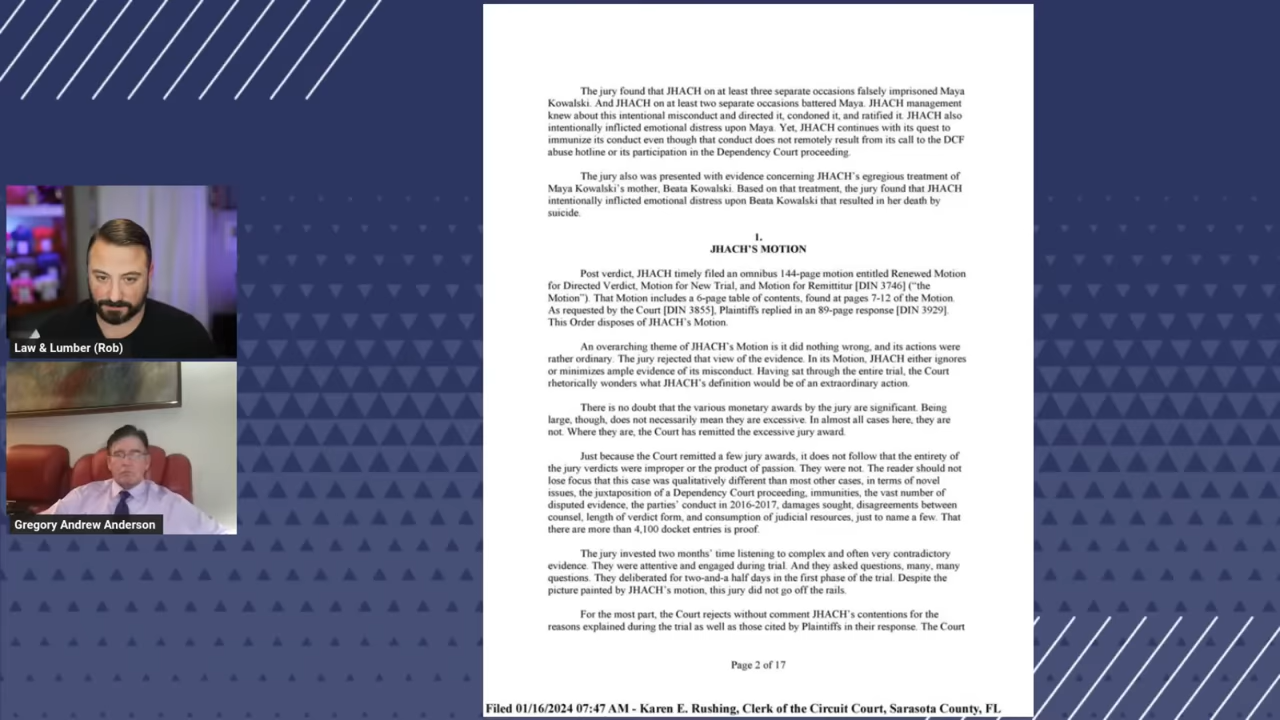 The jury found that JHACH on at least three separate occasions falsely imprisoned Maya
Kowalski. And JHACH on at least two separate occasions battered Maya. JHACH management
knew about this intentional misconduct and directed it, condoned it, and ratified it. JHACH also
intentionally inflicted emotional distress upon Maya. Yet, JHACH continues with its quest to
immunize its conduct even though that conduct does not remotely result from its call to the DCF
abuse hotline or its participation in the Dependency Court proceeding.
The jury also was presented with evidence concerning JHACH's egregious treatment of
Maya Kowalski's mother, Beata Kowalski. Based on that treatment, the jury found that JHACH
intentionally inflicted emotional distress upon Beata Kowalski that resulted in her death by
suicide.
1.
JHACH'S MOTION
Post verdict, JHACH timely filed an omnibus 144-page motion entitled Renewed Motion
for Directed Verdict, Motion for New Trial, and Motion for Remittitur [DIN 3746] ("the
Motion"). That Motion includes a 6-page table of contents, found at pages 7-12 of the Motion.
As requested by the Court [DIN 3855], Plaintiffs replied in an 89-page response [DIN 3929].
This Order disposes of JHACH's Motion.
An overarching theme of JHACH's Motion is it did nothing wrong, and its actions were
rather ordinary. The jury rejected that view of the evidence. In its Motion, JHACH either ignores
or minimizes ample evidence of its misconduct. Having sat through the entire trial, the Court
rhetorically wonders what JHACH's definition would be of an extraordinary action.
There is no doubt that the various monetary awards by the jury are significant. Being
large, though, does not necessarily mean they are excessive. In almost all cases here, they are
not. Where they are, the Court has remitted the excessive jury award.
Just because the Court remitted a few jury awards, it does not follow that the entirety of
the jury verdicts were improper or the product of passion. They were not. The reader should not
lose focus that this case was qualitatively different than most other cases, in terms of novel
issues, the juxtaposition of a Dependency Court proceeding, immunities, the vast number of
disputed evidence, the parties' conduct in 2016-2017, damages sought, disagreements between
counsel, length of verdict form, and consumption of judicial resources, just to name a few. That
there are more than 4,100 docket entries is proof.
The jury invested two months' time listening to complex and often very contradictory
evidence. They were attentive and engaged during trial. And they asked questions, many, many
questions. They deliberated for two-and-a half days in the first phase of the trial. Despite the
picture painted by JHACH's motion, this jury did not go off the rails.
For the most part, the Court rejects without comment JHACH's contentions for the
reasons explained during the trial as well as those cited by Plaintiffs in their response. The Court
Page 2 of 17
Filed 01/16/2024 07:47 AM - Karen E. Rushing, Clerk of the Circuit Court, Sarasota County, FL
Law & Lumber (Rob)
Gregory Andrew Anderson